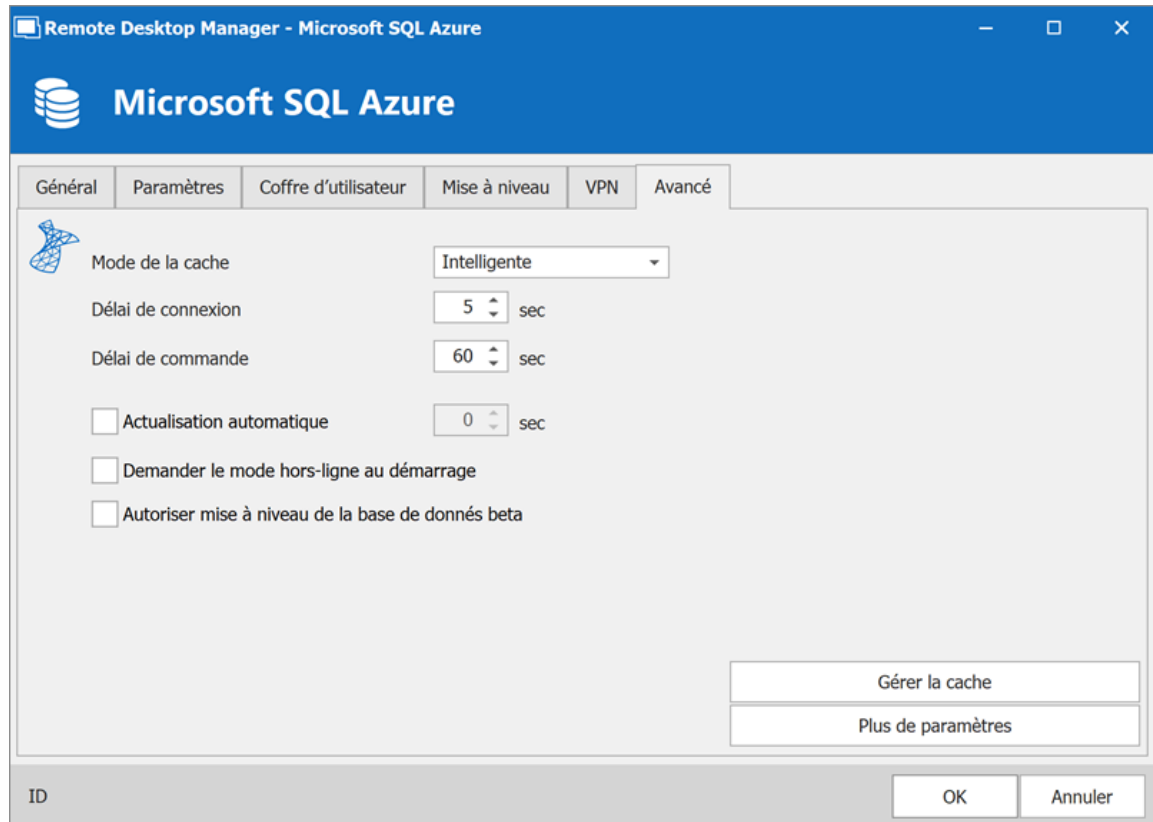 Remote Desktop Manager - Microsoft SQL Azure
Microsoft SQL Azure
Général Paramètres Coffre d'utilisateur Mise à niveau VPN Avancé
Mode de la cache Intelligente
Délai de connexion 5 sec
Délai de commande 60 sec
Actualisation automatique 0 sec
Demander le mode hors-ligne au démarrage
Autoriser mise à niveau de la base de donnés beta
Gérer la cache
Plus de paramètres
ID OK Annuler